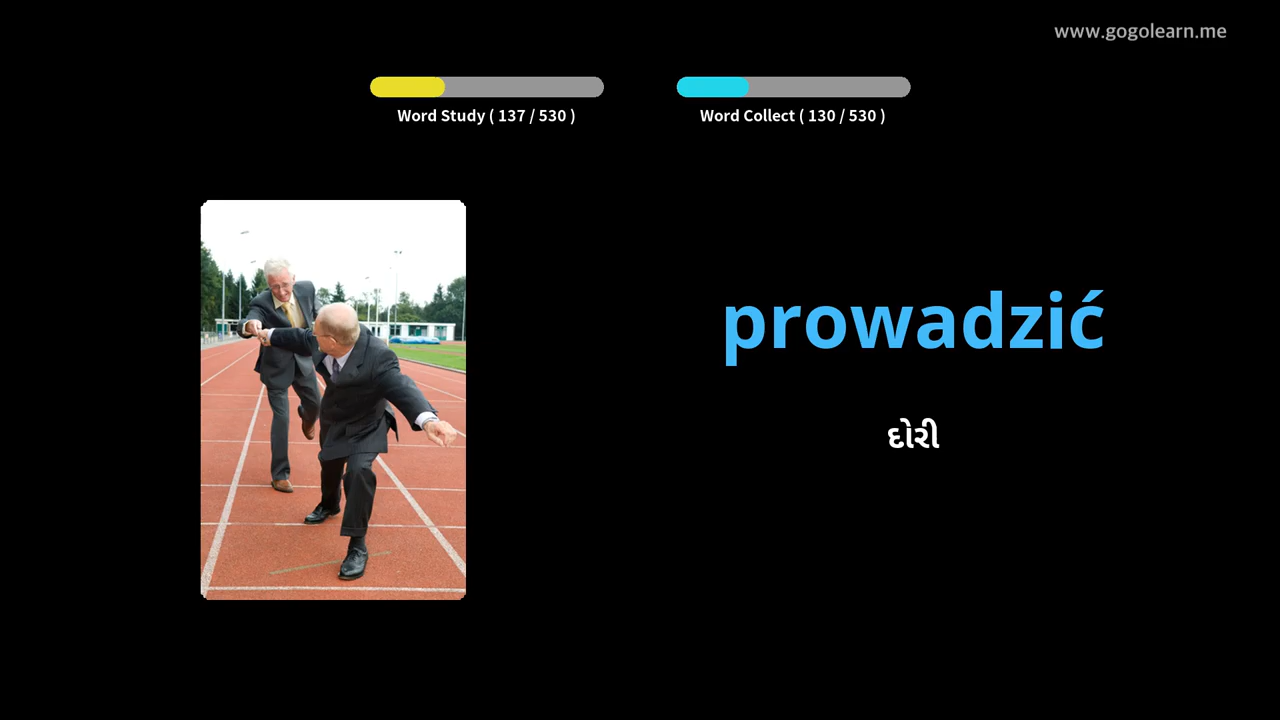 www.gogolearn.me
Word Study ( 137 / 530 )
Word Collect ( 130 / 530 )
prowadzić
દોરી